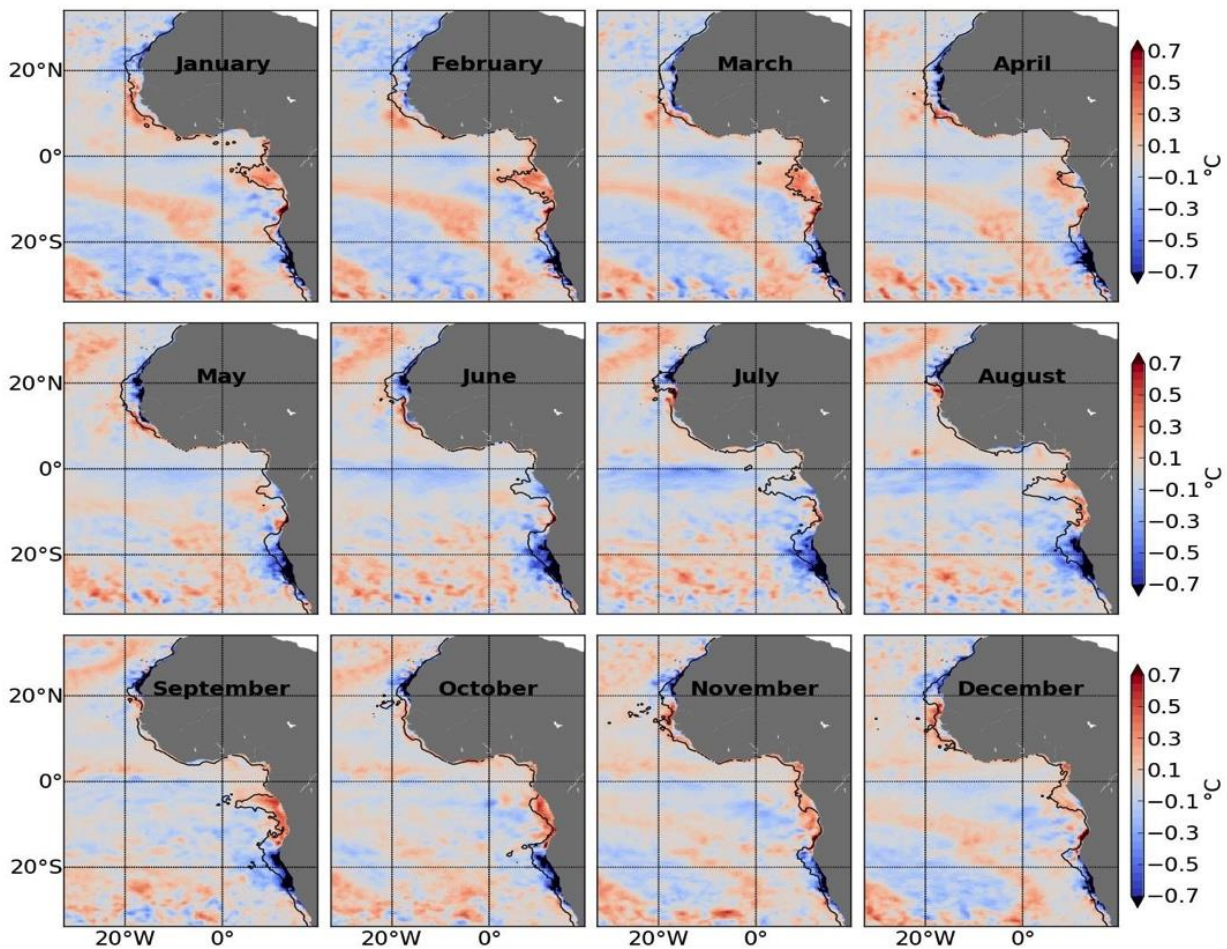 January February March April
20°N
0°
20°S
0.7
0.5
0.3
0.1
−0.1
−0.3
−0.5
−0.7
°C
May June July August
20°N
0°
20°S
0.7
0.5
0.3
0.1
−0.1
−0.3
−0.5
−0.7
°C
September October November December
20°N
0°
20°S
0.7
0.5
0.3
0.1
−0.1
−0.3
−0.5
−0.7
°C
20°W 0° 20°W 0° 20°W 0° 20°W 0°